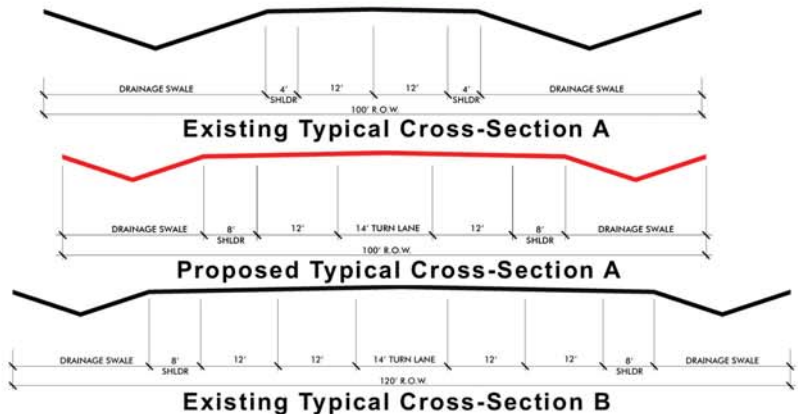 DRAINAGE SWALE 4' 12' 12' 4' DRAINAGE SWALE
SHLDR SHLDR
100' R.O.W.
Existing Typical Cross-Section A
DRAINAGE SWALE 8' 12' 14' TURN LANE 12' 8' DRAINAGE SWALE
SHLDR SHLDR
100' R.O.W.
Proposed Typical Cross-Section A
DRAINAGE SWALE 8' 12' 12' 14' TURN LANE 12' 12' 8' DRAINAGE SWALE
SHLDR SHLDR
120' R.O.W.
Existing Typical Cross-Section B